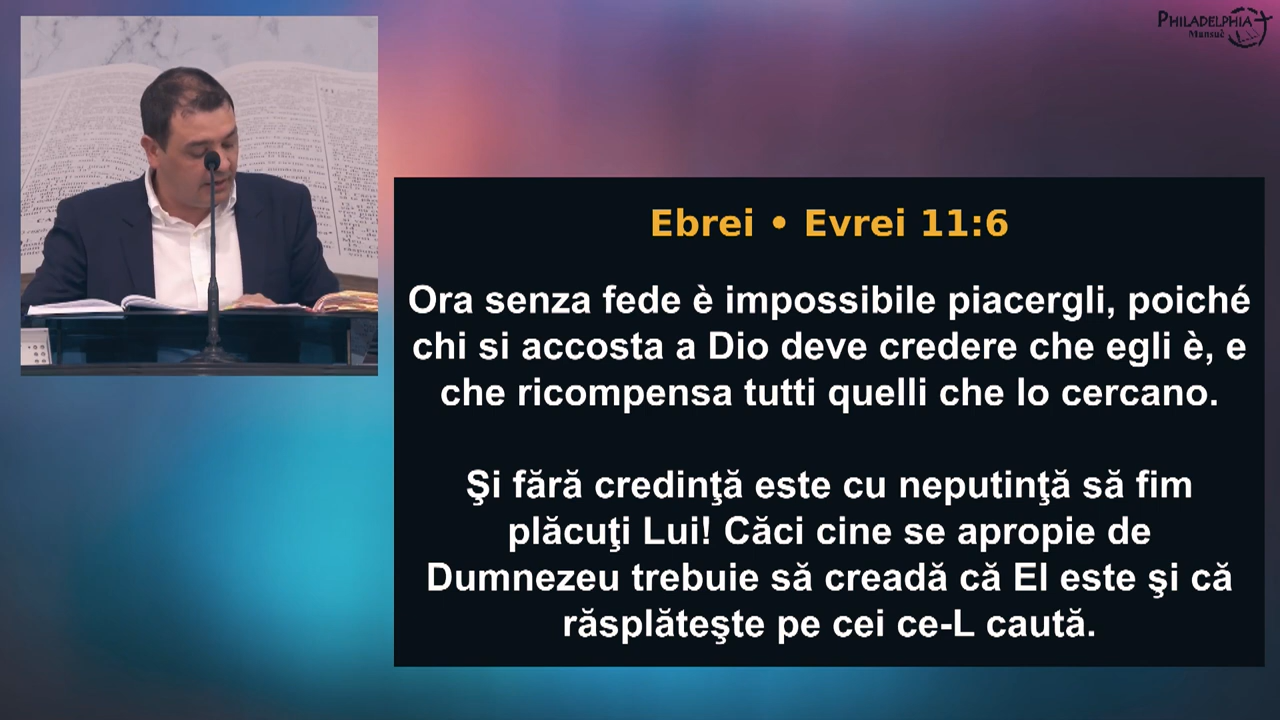 PHILADELPHIA
Mansuè
Ebrei • Evrei 11:6
Ora senza fede è impossibile piacergli, poiché
chi si accosta a Dio deve credere che egli è, e
che ricompensa tutti quelli che lo cercano.
Şi fără credinţă este cu neputinţă să fim
plăcuţi Lui! Căci cine se apropie de
Dumnezeu trebuie să creadă că El este şi că
răsplăteşte pe cei ce-L caută.